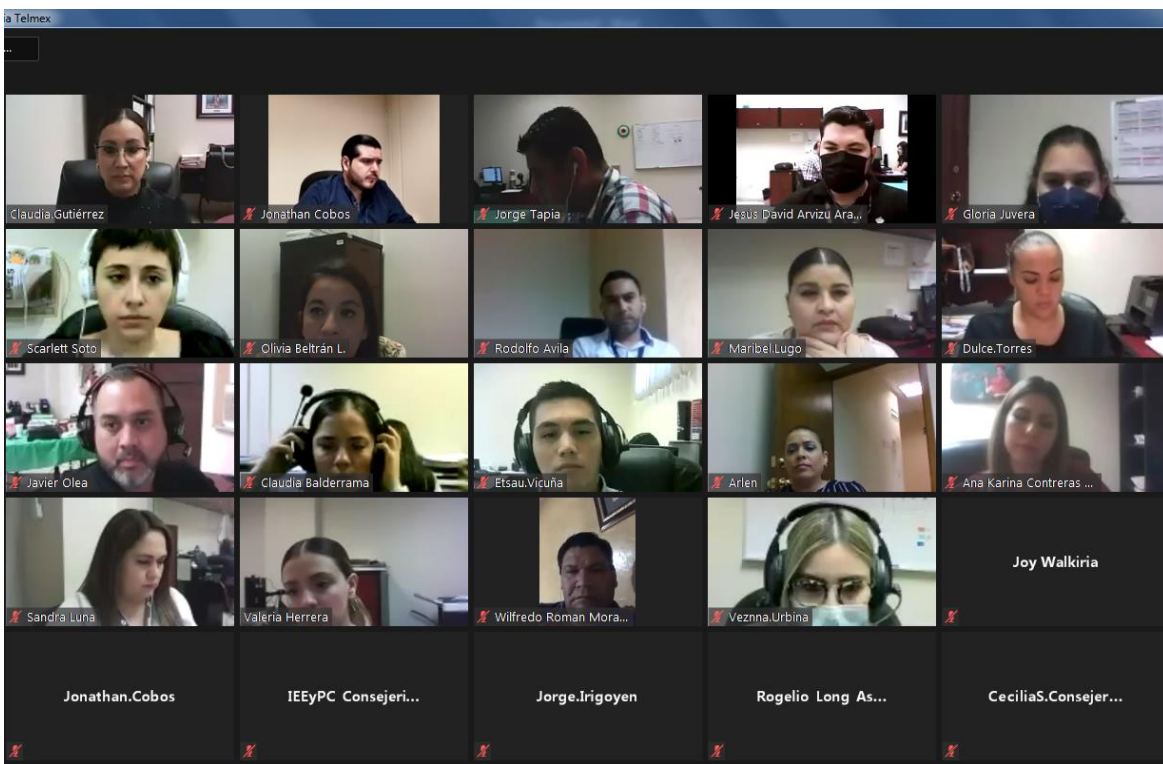 ia Telmex
...
Claudia Gutiérrez
Jonathan Cobos
Jorge Tapia
Jesus David Arvizu Ara...
Gloria Juvera
Scarlett Soto
Olivia Beltrán L.
Rodolfo Avila
Maribel.Lugo
Dulce.Torres
Javier Olea
Claudia Balderrama
Etsau.Vicuña
Arlen
Ana Karina Contreras ...
Sandra Luna
Valeria Herrera
Wilfredo Roman Mora...
Veznna.Urbina
Joy Walkiria
Jonathan.Cobos
IEEyPC Consejeri...
Jorge.Irigoyen
Rogelio Long As...
CeciliaS.Consejer...